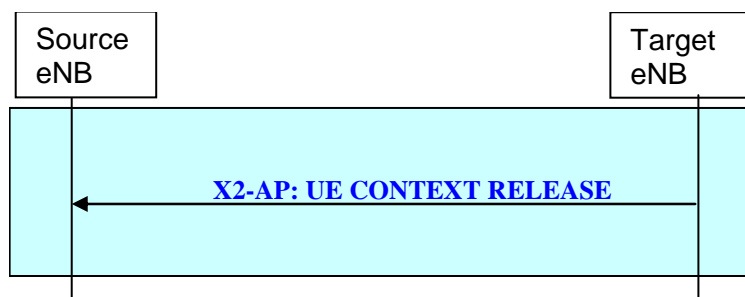 Source
eNB
Target
eNB
X2-AP: UE CONTEXT RELEASE